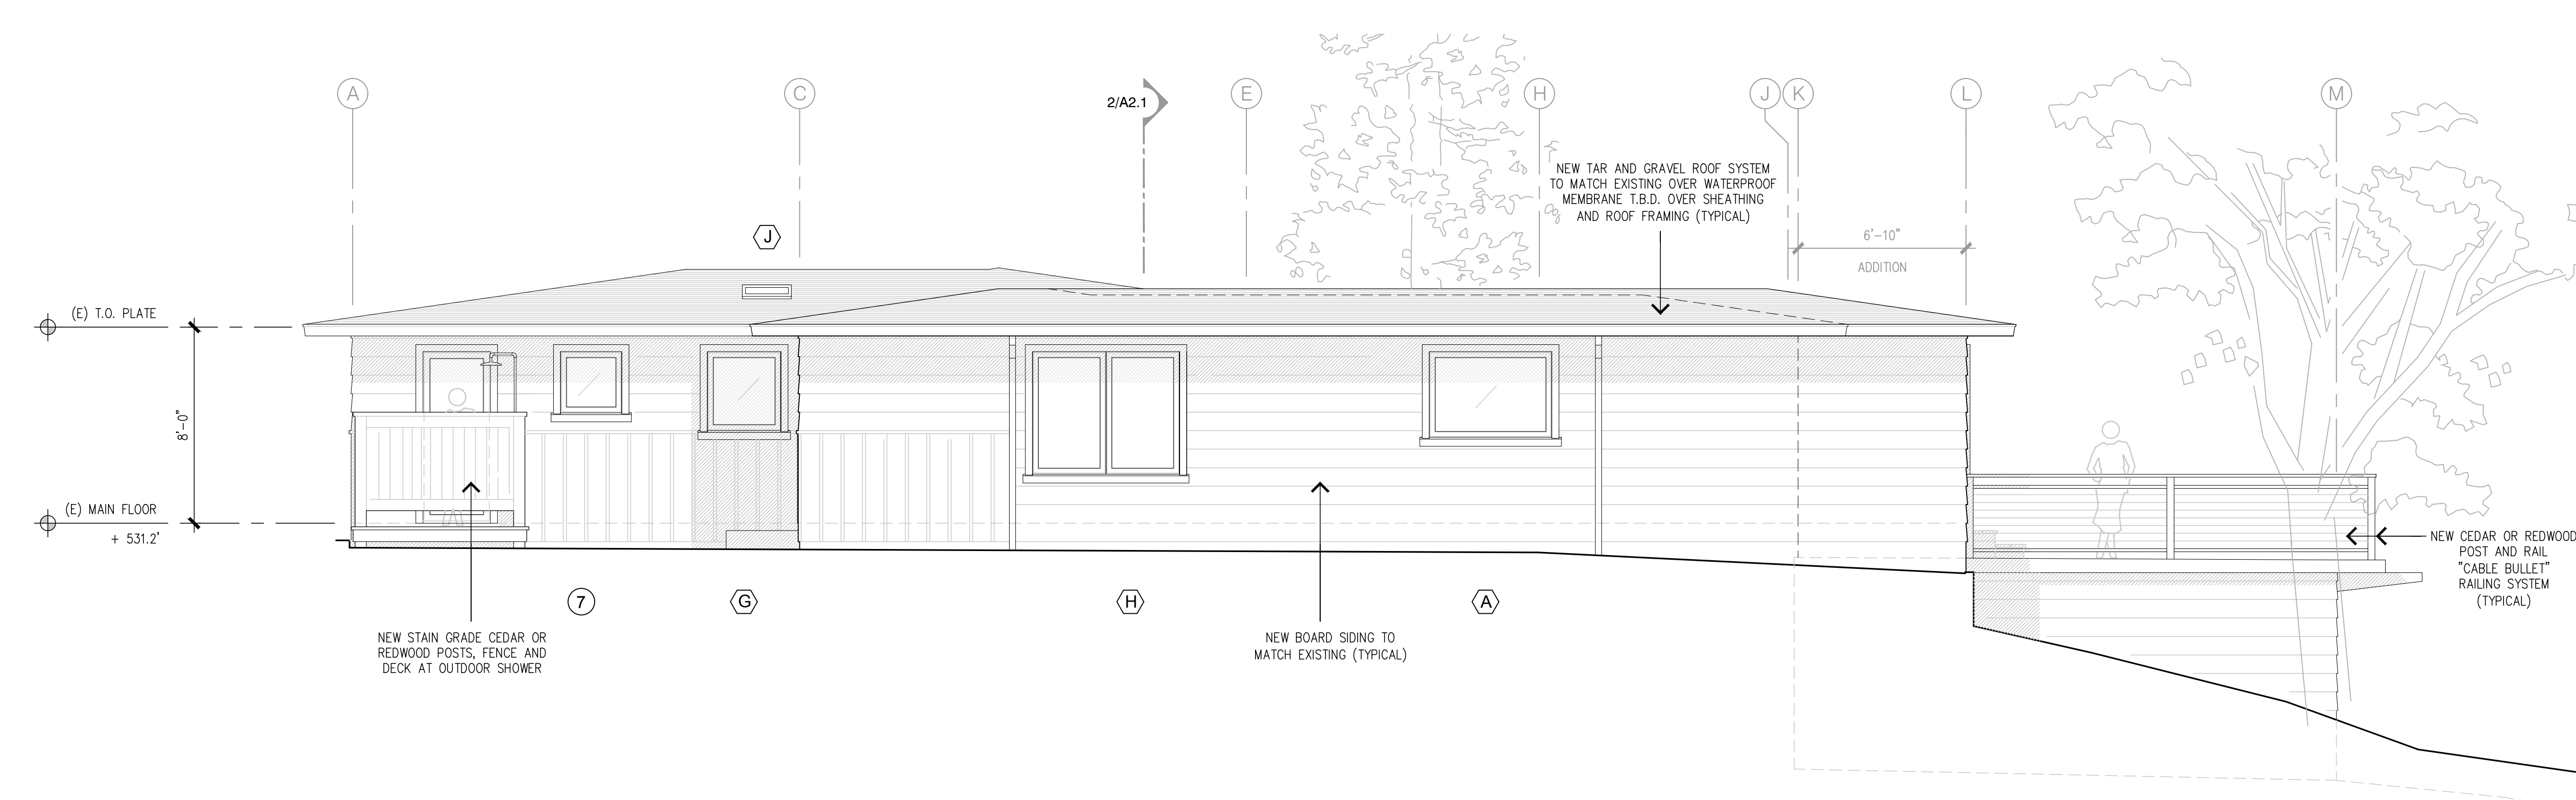 A
C
2/A2.1
E
H
J
K
L
M
NEW TAR AND GRAVEL ROOF SYSTEM
TO MATCH EXISTING OVER WATERPROOF
MEMBRANE T.B.D. OVER SHEATHING
AND ROOF FRAMING (TYPICAL)
J
6'-10"
ADDITION
(E) T.O. PLATE
8'-0"
(E) MAIN FLOOR
+ 531.2'
NEW CEDAR OR REDWOOD
POST AND RAIL
"CABLE BULLET"
RAILING SYSTEM
(TYPICAL)
7
G
H
A
NEW STAIN GRADE CEDAR OR
REDWOOD POSTS, FENCE AND
DECK AT OUTDOOR SHOWER
NEW BOARD SIDING TO
MATCH EXISTING (TYPICAL)